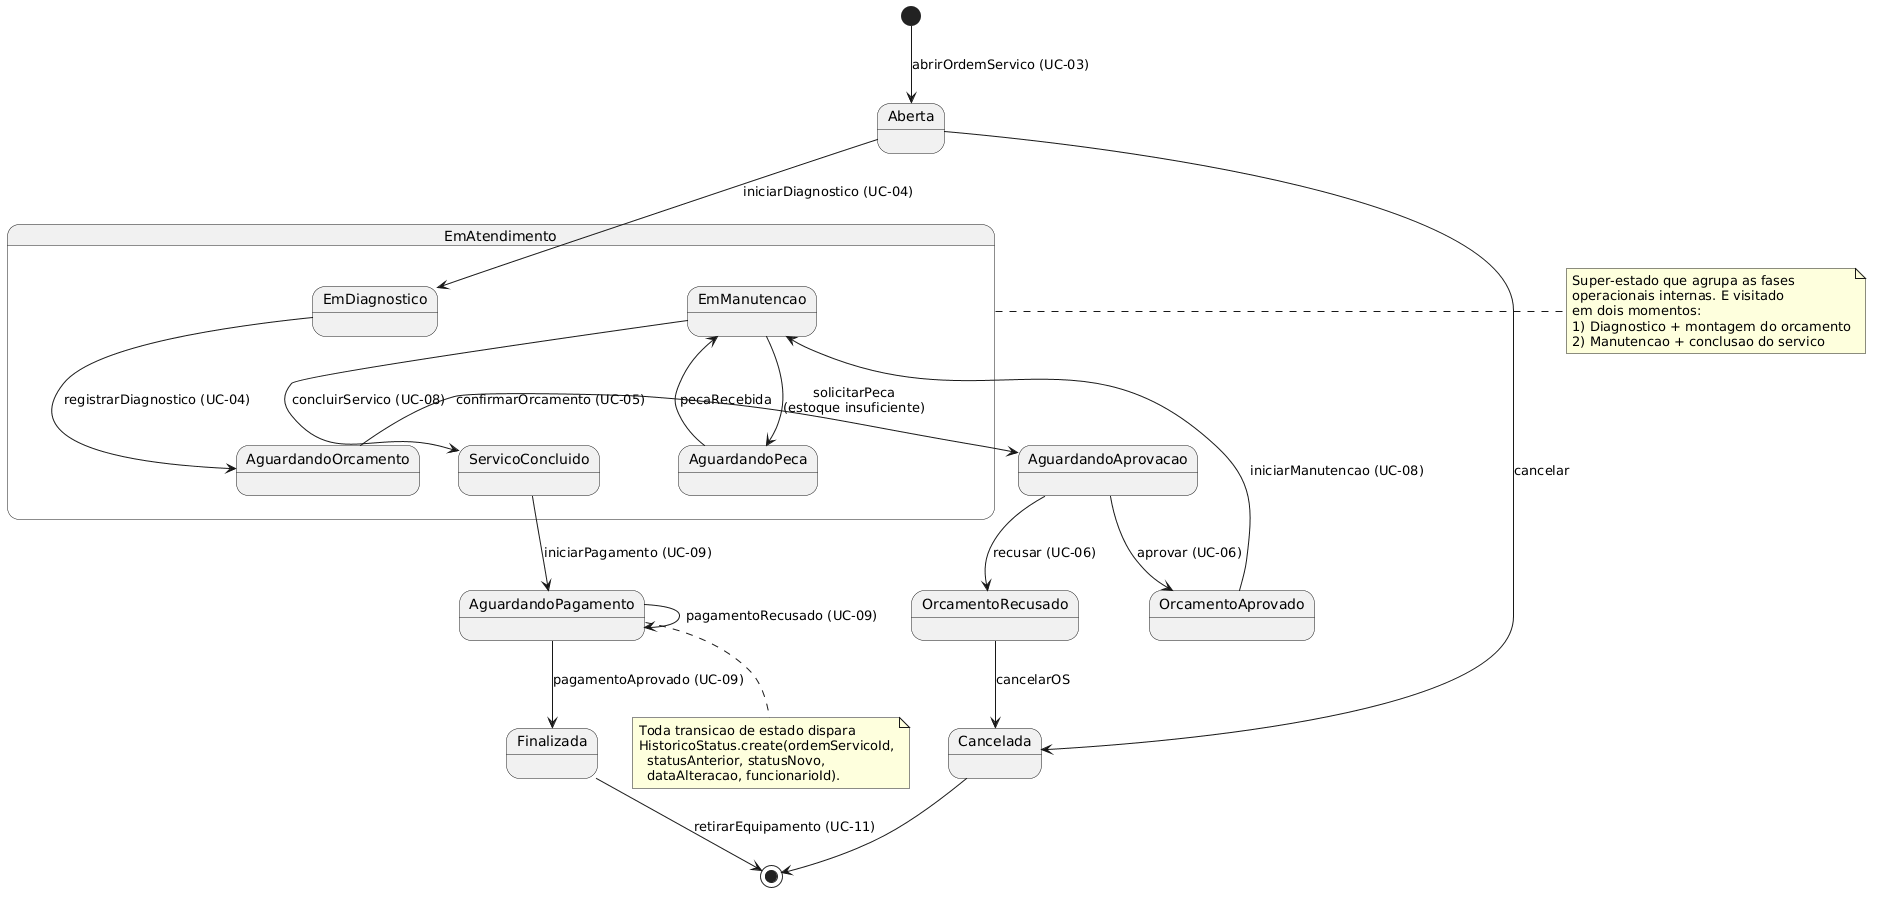 abrirOrdemServico (UC-03)
Aberta
iniciarDiagnostico (UC-04)
EmAtendimento
Super-estado que agrupa as fases
operacionais internas. E visitado
em dois momentos:
1) Diagnostico + montagem do orcamento
2) Manutencao + conclusao do servico
EmDiagnostico
EmManutencao
registrarDiagnostico (UC-04)
concluirServico (UC-08)
confirmarOrcamento (UC-05)
pecaRecebida
solicitarPeca
(estoque insuficiente)
AguardandoOrcamento
ServicoConcluido
AguardandoPeca
AguardandoAprovacao
iniciarManutencao (UC-08)
cancelar
iniciarPagamento (UC-09)
recusar (UC-06)
aprovar (UC-06)
AguardandoPagamento
pagamentoRecusado (UC-09)
OrcamentoRecusado
OrcamentoAprovado
pagamentoAprovado (UC-09)
cancelarOS
Finalizada
Toda transicao de estado dispara
HistoricoStatus.create(ordemServicoId,
statusAnterior, statusNovo,
dataAlteracao, funcionarioId).
Cancelada
retirarEquipamento (UC-11)